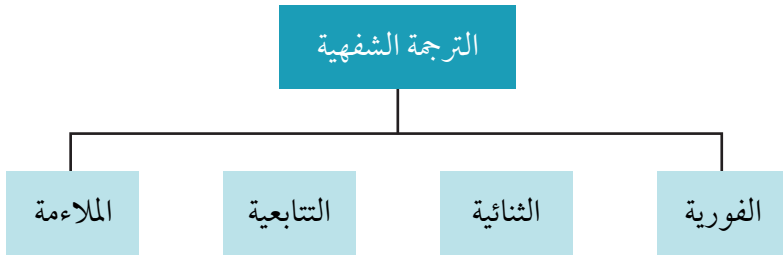 الترجمة الشفهية
الفورية
الثنائية
التتابعية
الملاءمة